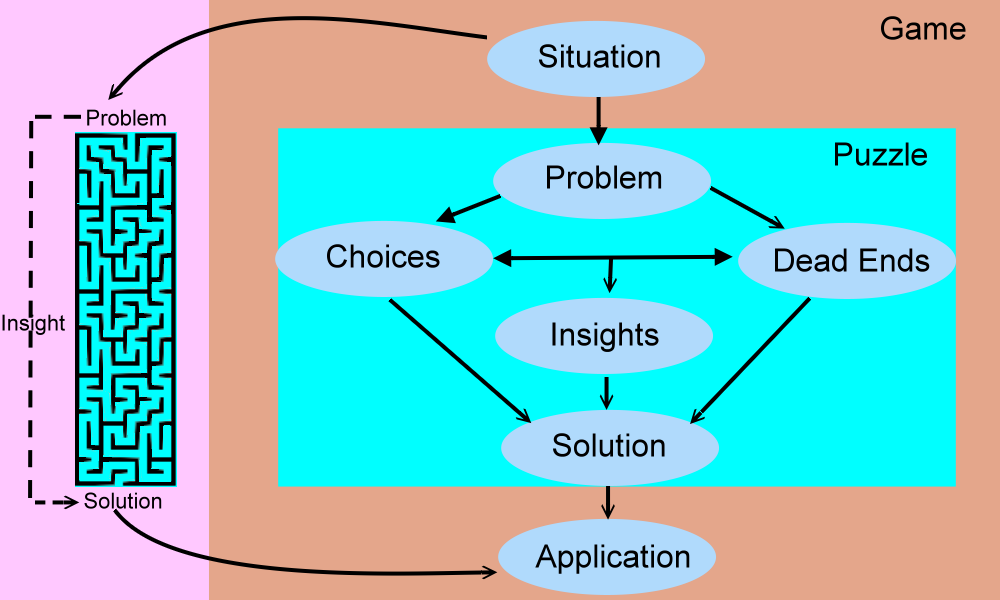 Game
Situation
Problem
Insight
Solution
Puzzle
Problem
Choices
Dead Ends
Insights
Solution
Application